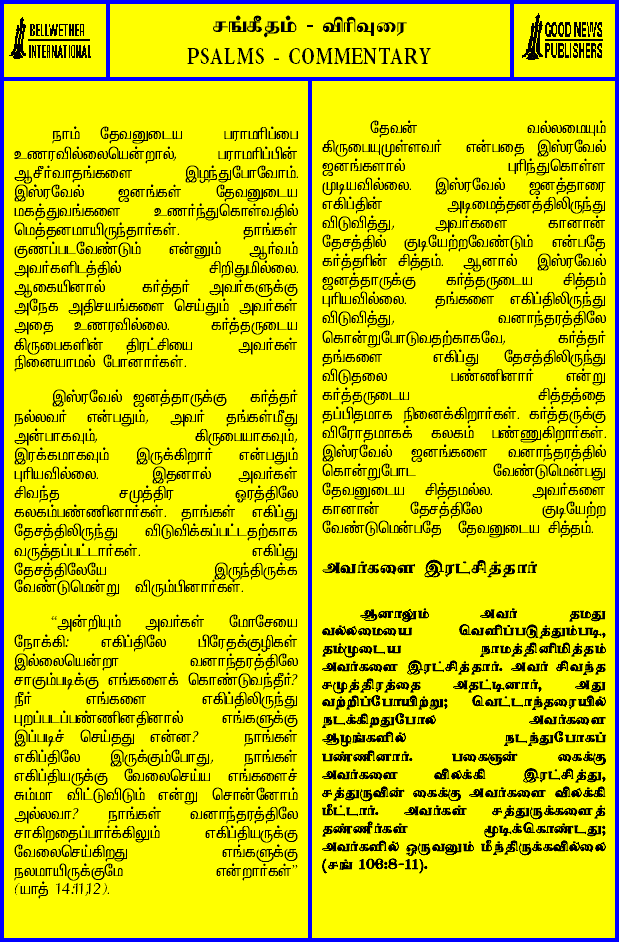 BELLWETHER
INTERNATIONAL
சங்கீதம் - விரிவுரை
PSALMS - COMMENTARY
GOOD NEWS
PUBLISHERS
நாம் தேவனுடைய பராமரிப்பை
உணரவில்லையென்றால், பராமரிப்பின்
ஆசீர்வாதங்களை இழந்துபோவோம்.
இஸ்ரவேல் ஜனங்கள் தேவனுடைய
மகத்துவங்களை உணர்ந்துகொள்வதில்
மெத்தனமாயிருந்தார்கள். தாங்கள்
குணப்படவேண்டும் என்னும் ஆர்வம்
அவர்களிடத்தில் சிறிதுமில்லை.
ஆகையினால் கர்த்தர் அவர்களுக்கு
அநேக அதிசயங்களை செய்தும் அவர்கள்
அதை உணரவில்லை. கர்த்தருடைய
கிருபைகளின் திரட்சியை அவர்கள்
நினையாமல் போனார்கள்.
இஸ்ரவேல் ஜனத்தாருக்கு கர்த்தர்
நல்லவர் என்பதும், அவர் தங்கள்மீது
அன்பாகவும், கிருபையாகவும்,
இரக்கமாகவும் இருக்கிறார் என்பதும்
புரியவில்லை. இதனால் அவர்கள்
சிவந்த சமுத்திர ஓரத்திலே
கலகம்பண்ணினார்கள். தாங்கள் எகிப்து
தேசத்திலிருந்து விடுவிக்கப்பட்டதற்காக
வருத்தப்பட்டார்கள். எகிப்து
தேசத்திலேயே இருந்திருக்க
வேண்டுமென்று விரும்பினார்கள்.
“அன்றியும் அவர்கள் மோசேயை
நோக்கி: எகிப்திலே பிரேதக்குழிகள்
இல்லையென்றா வனாந்தரத்திலே
சாகும்படிக்கு எங்களைக் கொண்டுவந்தீர்?
நீர் எங்களை எகிப்திலிருந்து
புறப்படப்பண்ணினதினால் எங்களுக்கு
இப்படிச் செய்தது என்ன? நாங்கள்
எகிப்திலே இருக்கும்போது, நாங்கள்
எகிப்தியருக்கு வேலைசெய்ய எங்களைச்
சும்மா விட்டுவிடும் என்று சொன்னோம்
அல்லவா? நாங்கள் வனாந்தரத்திலே
சாகிறதைப்பார்க்கிலும் எகிப்தியருக்கு
வேலைசெய்கிறது எங்களுக்கு
நலமாயிருக்குமே என்றார்கள்”
(யாத் 14:11,12).
தேவன் வல்லமையும்
கிருபையுமுள்ளவர் என்பதை இஸ்ரவேல்
ஜனங்களால் புரிந்துகொள்ள
முடியவில்லை. இஸ்ரவேல் ஜனத்தாரை
எகிப்தின் அடிமைத்தனத்திலிருந்து
விடுவித்து, அவர்களை கானான்
தேசத்தில் குடியேற்றவேண்டும் என்பதே
கர்த்தரின் சித்தம். ஆனால் இஸ்ரவேல்
ஜனத்தாருக்கு கர்த்தருடைய சித்தம்
புரியவில்லை. தங்களை எகிப்திலிருந்து
விடுவித்து, வனாந்தரத்திலே
கொன்றுபோடுவதற்காகவே, கர்த்தர்
தங்களை எகிப்து தேசத்திலிருந்து
விடுதலை பண்ணினார் என்று
கர்த்தருடைய சித்தத்தை
தப்பிதமாக நினைக்கிறார்கள். கர்த்தருக்கு
விரோதமாகக் கலகம் பண்ணுகிறார்கள்.
இஸ்ரவேல் ஜனங்களை வனாந்தரத்தில்
கொன்றுபோட வேண்டுமென்பது
தேவனுடைய சித்தமல்ல. அவர்களை
கானான் தேசத்திலே குடியேற்ற
வேண்டுமென்பதே தேவனுடைய சித்தம்.
அவர்களை இரட்சித்தார்
ஆனாலும் அவர் தமது
வல்லமையை வெளிப்படுத்தும்படி,
தம்முடைய நாமத்தினிமித்தம்
அவர்களை இரட்சித்தார். அவர் சிவந்த
சமுத்திரத்தை அதட்டினார், அது
வற்றிப்போயிற்று; வெட்டாந்தரையில்
நடக்கிறதுபோல அவர்களை
ஆழங்களில் நடந்துபோகப்
பண்ணினார். பகைஞன் கைக்கு
அவர்களை விலக்கி இரட்சித்து,
சத்துருவின் கைக்கு அவர்களை விலக்கி
மீட்டார். அவர்கள் சத்துருக்களைத்
தண்ணீர்கள் மூடிக்கொண்டது;
அவர்களில் ஒருவனும் மீந்திருக்கவில்லை
(சங் 106:8-11).